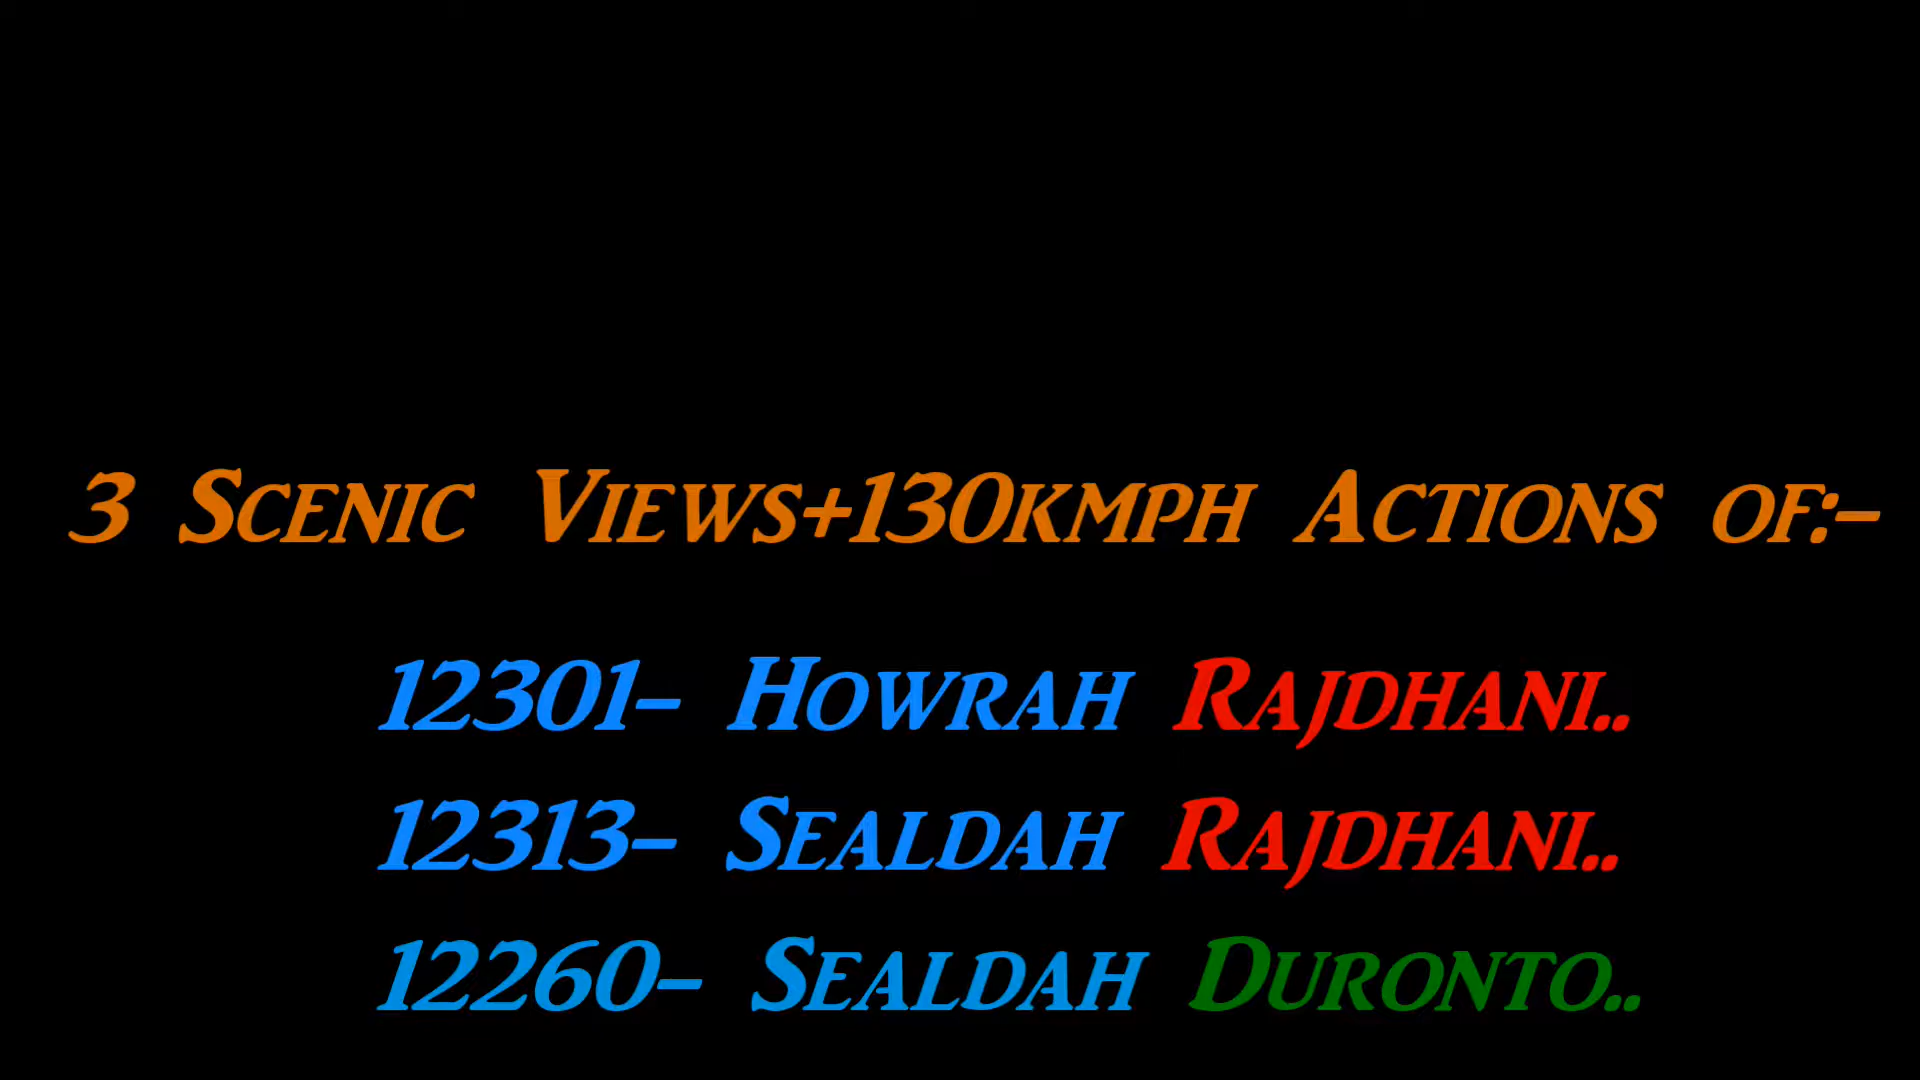 3 Scenic Views+130kmph Actions of:-
12301- Howrah Rajdhani..
12313- Sealdah Rajdhani..
12260- Sealdah Duronto..